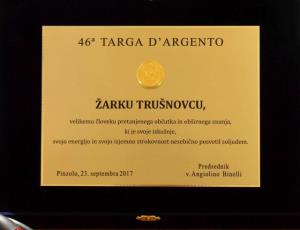 46ª TARGA D'ARGENTO
ŽARKU TRUŠNOVCU,
velikemu človeku pretanjenega občutka in obširnega znanja,
ki je svoje izkušnje,
svojo energijo in svojo izjemno strokovnost nesebično posvetil soljudem.
Predsednik
Pinzolo, 23. septembra 2017
v. Angiolino Binelli